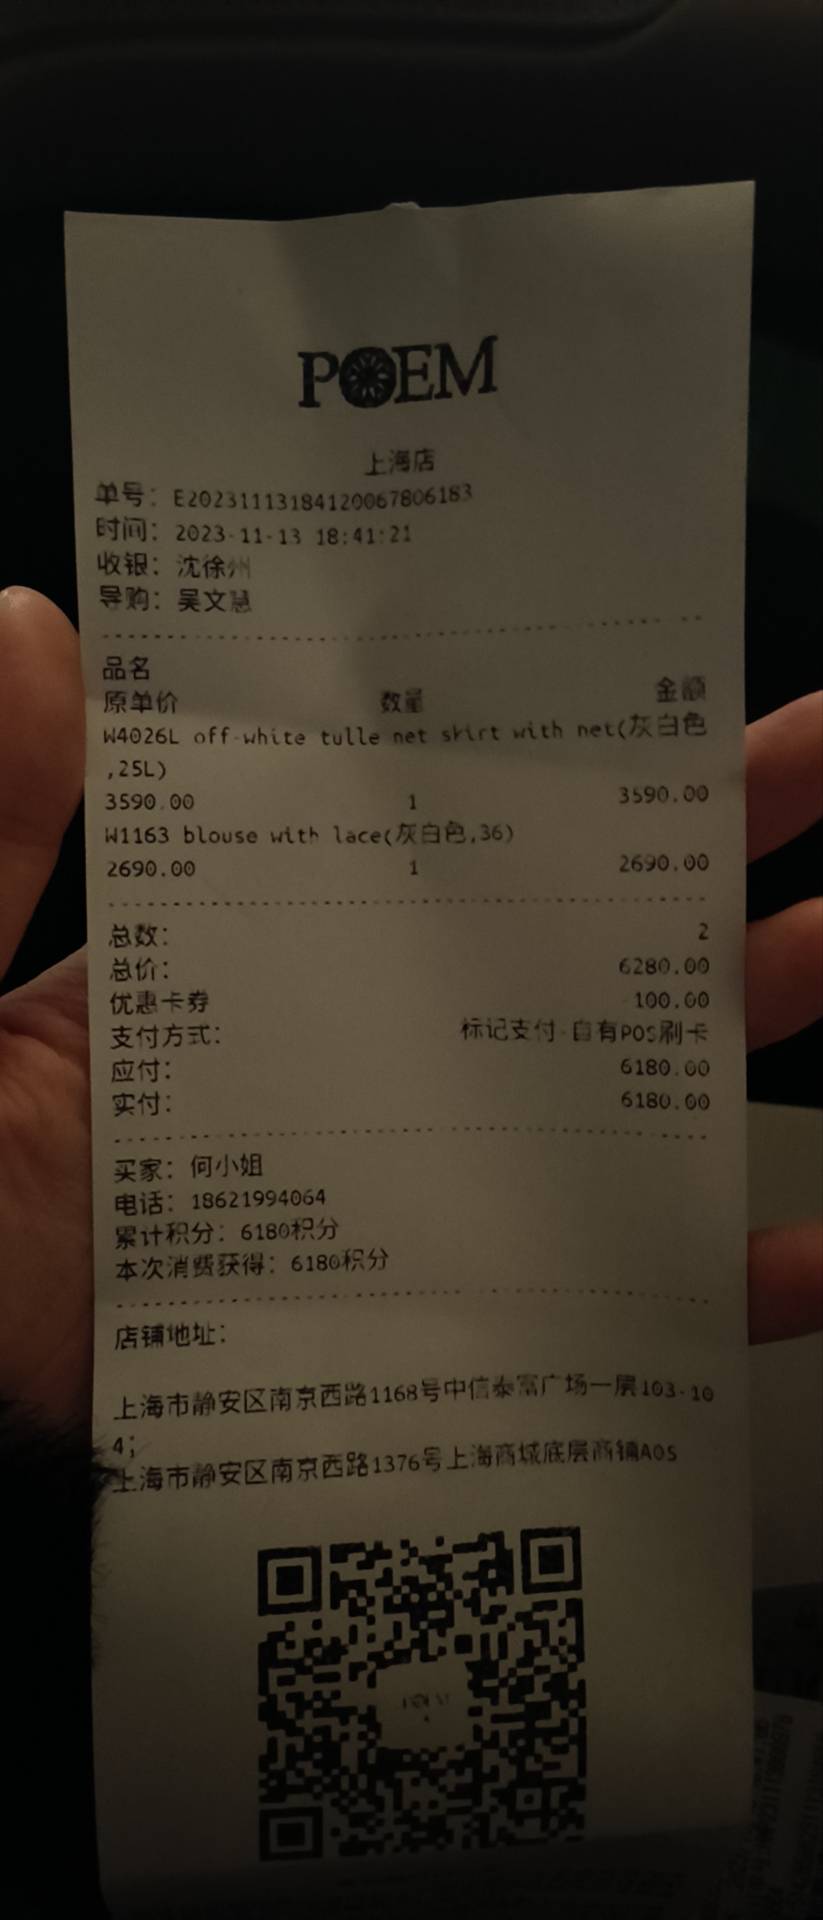 POEM
上海店
单号：E20231113184120067806183
时间：2023-11-13 18:41:21
收银：沈徐州
导购：吴文慧
品名
原单价 数量 金额
W4026L off-white tulle net skirt with net(灰白色
,25L)
3590.00 1 3590.00
W1163 blouse with lace(灰白色,36)
2690.00 1 2690.00
总数： 2
总价： 6280.00
优惠卡券 -100.00
支付方式： 标记支付-自有POS刷卡
应付： 6180.00
实付： 6180.00
买家：何小姐
电话：18621994064
累计积分：6180积分
本次消费获得：6180积分
店铺地址：
上海市静安区南京西路1168号中信泰富广场一层103-10
4；
上海市静安区南京西路1376号上海商城底层商铺A05